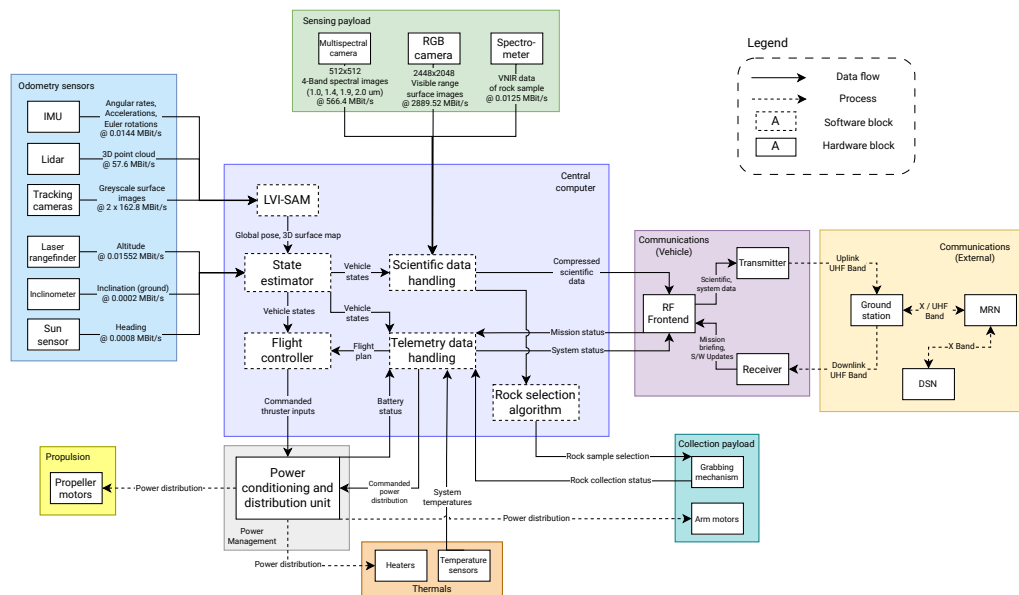 Sensing payload
Multispectral
camera
RGB
camera
Spectro-
meter
512x512
4-Band spectral images
(1.0, 1.4, 1.9, 2.0 um)
@ 566.4 MBit/s
2448x2048
Visible range
surface images
@ 2889.52 MBit/s
VNIR data
of rock sample
@ 0.0125 MBit/s
Legend
Data flow
Process
A
Software block
A
Hardware block
Odometry sensors
IMU
Angular rates,
Accelerations,
Euler rotations
@ 0.0144 MBit/s
Lidar
3D point cloud
@ 57.6 MBit/s
Tracking
cameras
Greyscale surface
images
@ 2 x 162.8 MBit/s
Laser
rangefinder
Altitude
@ 0.01552 MBit/s
Inclinometer
Inclination (ground)
@ 0.0002 MBit/s
Sun
sensor
Heading
@ 0.0008 MBit/s
Central
computer
LVI-SAM
Global pose, 3D surface map
State
estimator
Vehicle
states
Scientific data
handling
Compressed
scientific
data
Vehicle states
Vehicle
states
Flight
controller
Flight
plan
Telemetry data
handling
Mission status
System status
Commanded
thruster inputs
Battery
status
Rock selection
algorithm
Communications
(Vehicle)
Transmitter
Scientific,
system data
RF
Frontend
Mission
briefing,
S/W Updates
Receiver
Uplink
UHF Band
Downlink
UHF Band
Communications
(External)
Ground
station
X / UHF
Band
MRN
X Band
DSN
Propulsion
Propeller
motors
Power distribution
Power
conditioning and
distribution unit
Power
Management
Commanded
power
distribution
System
temperatures
Rock sample selection
Rock collection status
Collection payload
Grabbing
mechanism
Power distribution
Arm motors
Power distribution
Heaters
Temperature
sensors
Thermals